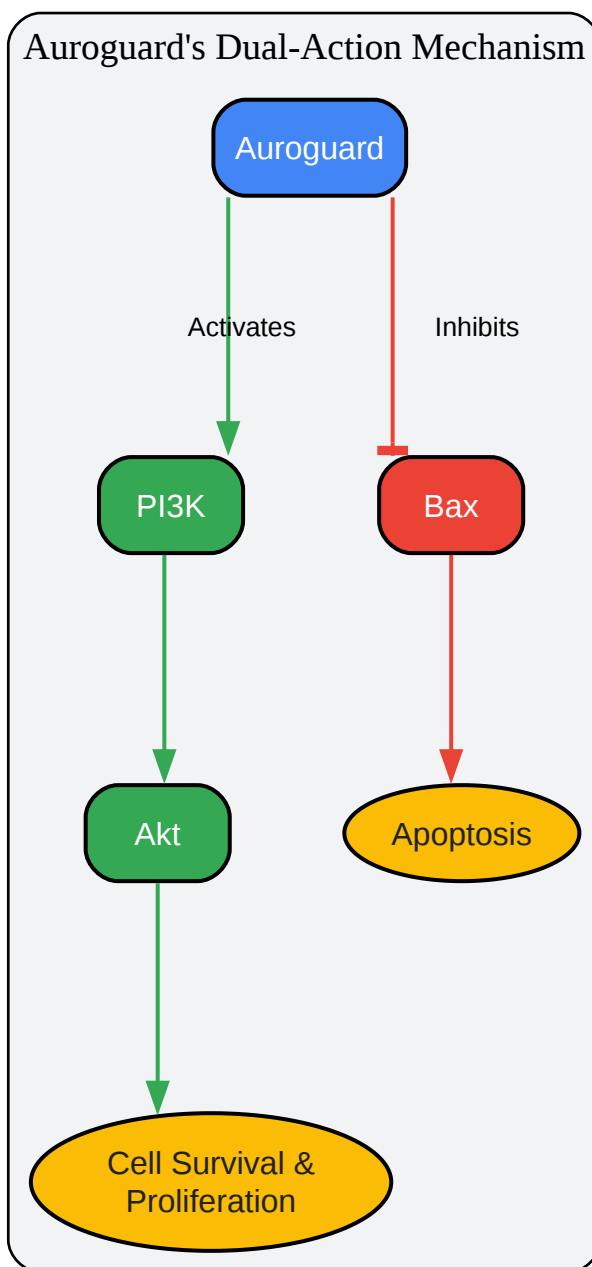 Auroguard's Dual-Action Mechanism
Auroguard
Activates
Inhibits
PI3K
Bax
Akt
Apoptosis
Cell Survival &
Proliferation